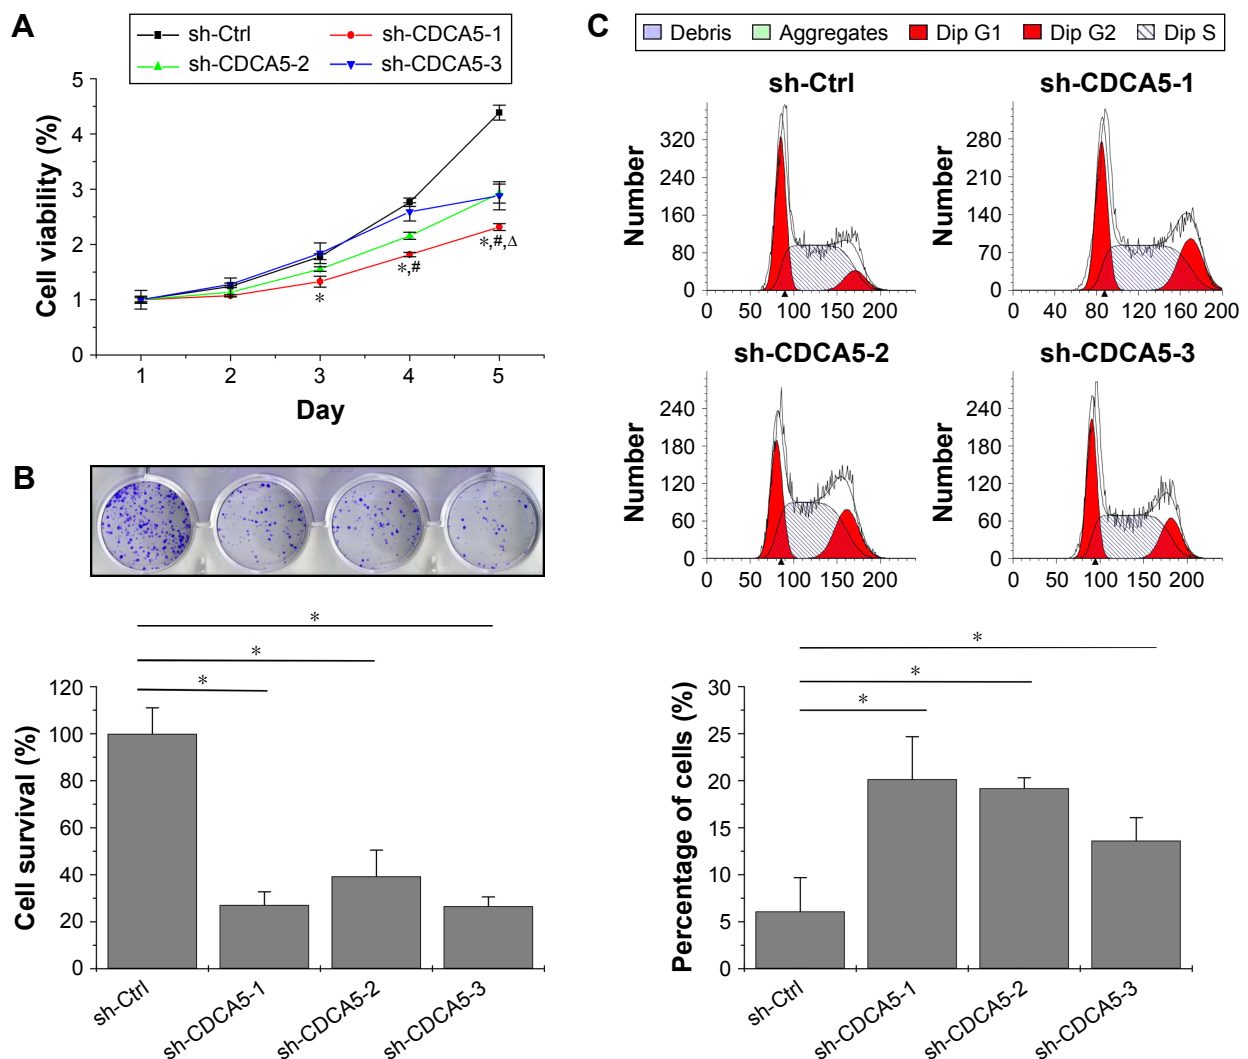 A
sh-Ctrl
sh-CDCA5-1
sh-CDCA5-2
sh-CDCA5-3
Cell viability (%)
5
4
3
2
1
0
*
*,#
*,#,Δ
1 2 3 4 5
Day
B
*
*
*
Cell survival (%)
120
100
80
60
40
20
0
sh-Ctrl
sh-CDCA5-1
sh-CDCA5-2
sh-CDCA5-3
C
Debris
Aggregates
Dip G1
Dip G2
Dip S
sh-Ctrl
Number
320
240
160
80
0
0 50 100 150 200
sh-CDCA5-1
Number
280
210
140
70
0
0 40 80 120 160 200
sh-CDCA5-2
Number
240
180
120
60
0
0 50 100 150 200
sh-CDCA5-3
Number
240
180
120
60
0
0 50 100 150 200
*
*
*
Percentage of cells (%)
30
25
20
15
10
5
0
sh-Ctrl
sh-CDCA5-1
sh-CDCA5-2
sh-CDCA5-3